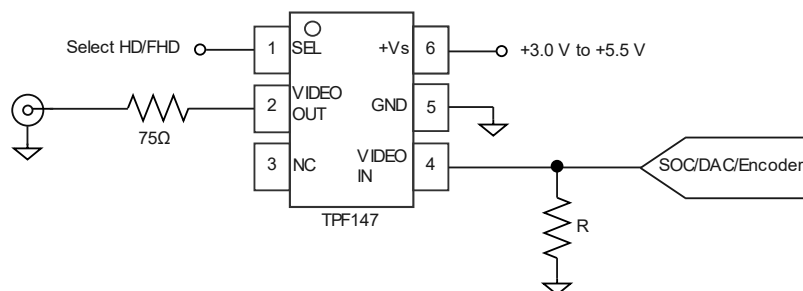 Select HD/FHD
1
SEL
+Vs
6
+3.0 V to +5.5 V
75Ω
2
VIDEO
OUT
GND
5
3
NC
VIDEO
IN
4
SOC/DAC/Encoder
TPF147
R